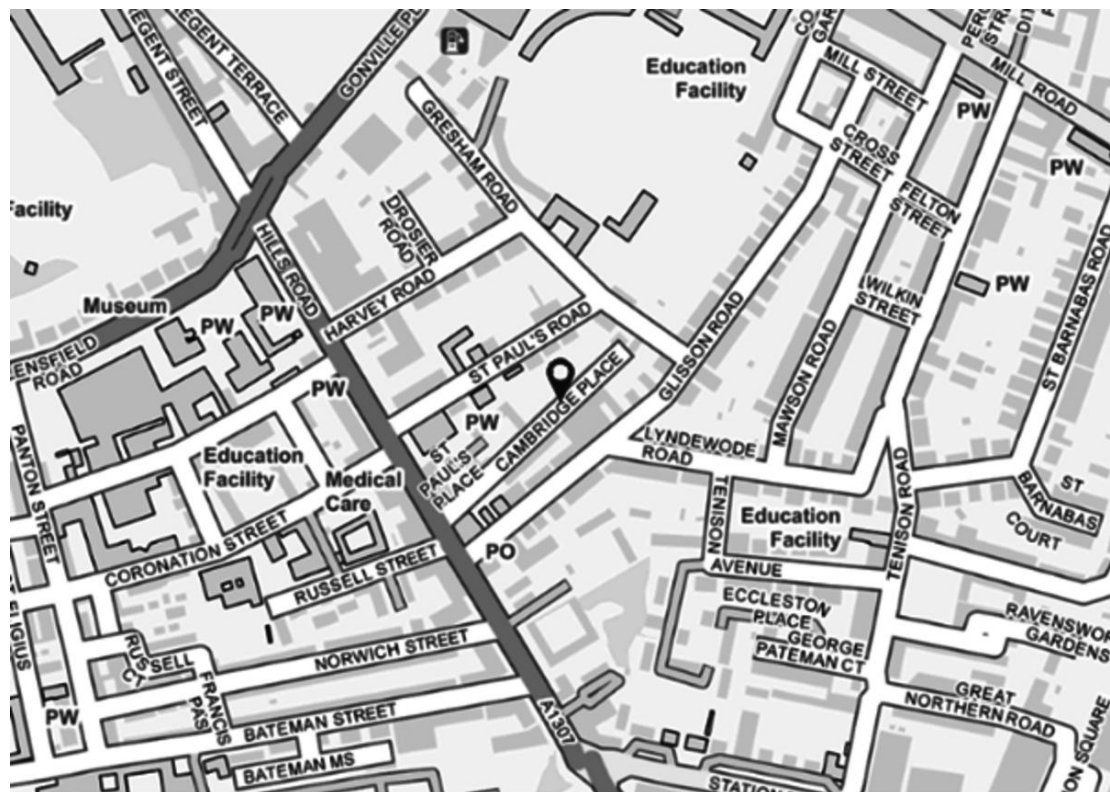 REGENT STREET
REGENT TERRACE
GONVILLE
Education
Facility
MILL STREET
MILL ROAD
PW
CROSS
STREET
GRESHAM ROAD
PW
FELTON
STREET
DROSIER
ROAD
Facility
HILLS ROAD
HARVEY ROAD
Museum
PW
PW
WILKIN
STREET
PW
ST BARNABAS ROAD
ENSFIELD
ROAD
ST PAUL'S ROAD
GLISSON ROAD
MAWSON ROAD
CAMBRIDGE PLACE
PW
PW
ST
PAUL'S
PLACE
LYNDEWODE
ROAD
PANTON STREET
Education
Facility
Medical
Care
TENISON
AVENUE
TENISON ROAD
Education
Facility
ST
BARNABAS
COURT
CORONATION STREET
RUSSELL STREET
PO
ECCLESTON
PLACE
GEORGE
PATEMAN CT
RAVENSWOR
GARDENS
ELIGIUS
RUSSELL
CT
NORWICH STREET
FRANCIS
PAS
PW
BATEMAN STREET
BATEMAN MS
A1307
GREAT
NORTHERN ROAD
ON SQUARE
STATION